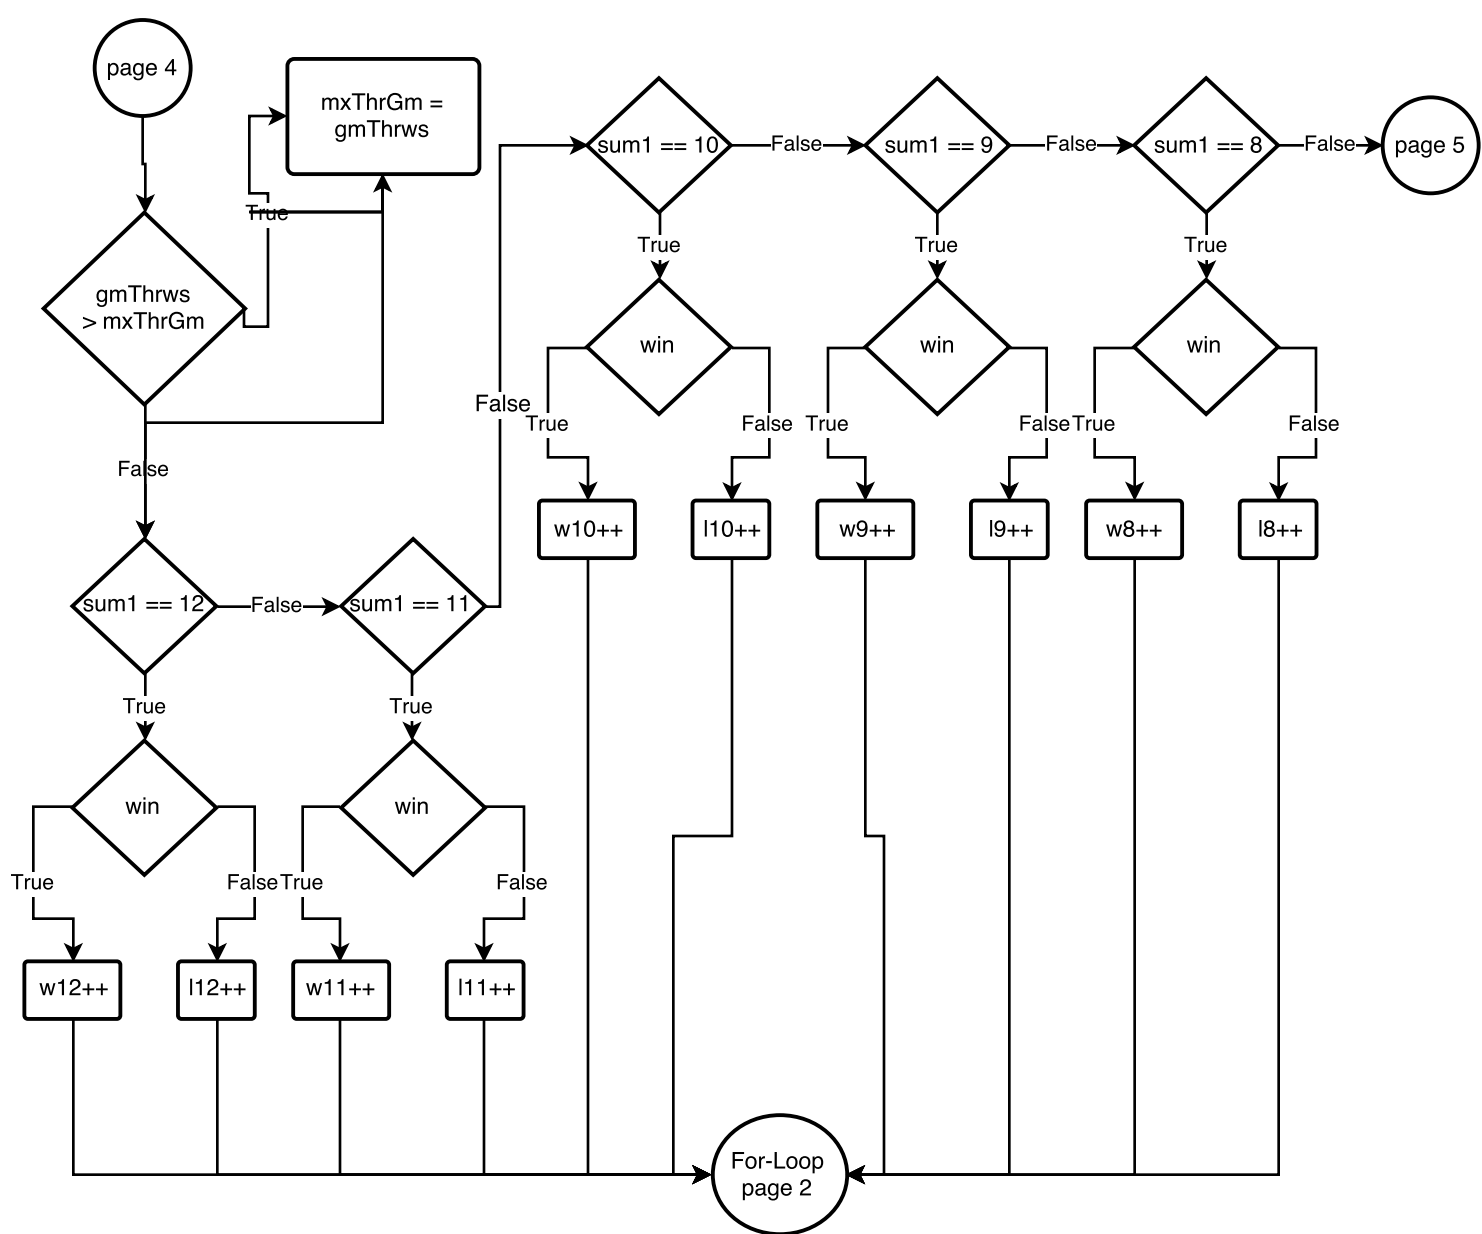 page 4
mxThrGm =
gmThrws
True
gmThrws
> mxThrGm
False
sum1 == 12
False
sum1 == 11
False
True
True
win
win
True
False
True
False
w12++
l12++
w11++
l11++
sum1 == 10
False
sum1 == 9
False
sum1 == 8
False
page 5
True
True
True
win
win
win
True
False
True
False
True
False
w10++
l10++
w9++
l9++
w8++
l8++
For-Loop
page 2